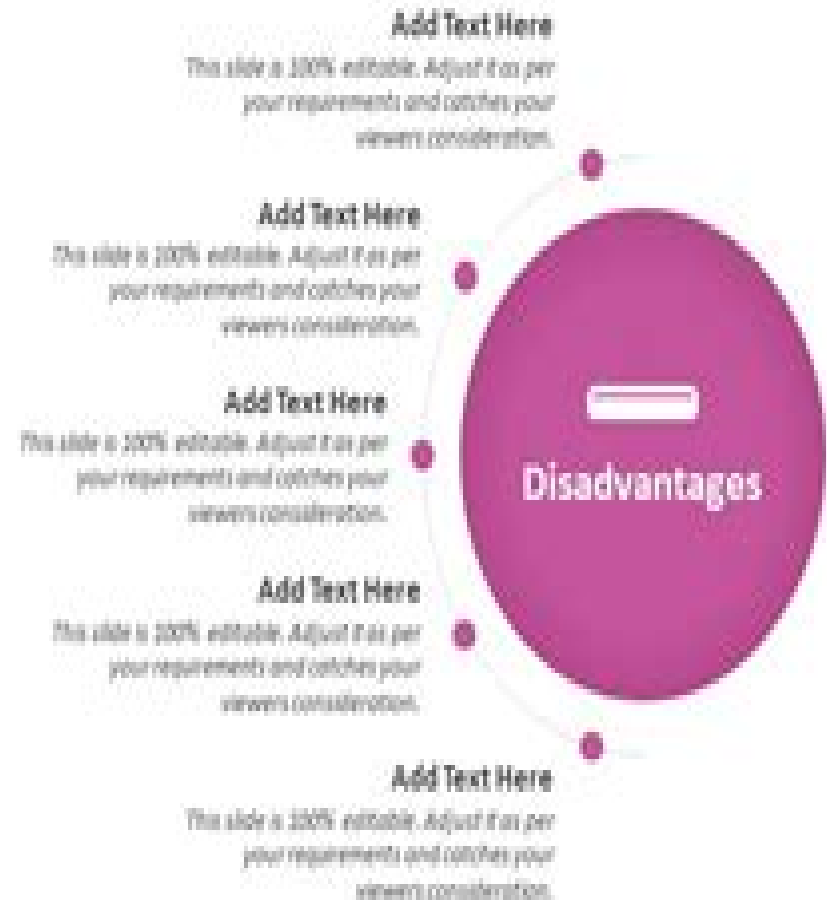 Add Text Here
This slide is 100% editable. Adjust it as per
your requirements and catches your
viewers consideration.
Add Text Here
This slide is 100% editable. Adjust it as per
your requirements and catches your
viewers consideration.
Add Text Here
This slide is 100% editable. Adjust it as per
your requirements and catches your
viewers consideration.
Disadvantages
Add Text Here
This slide is 100% editable. Adjust it as per
your requirements and catches your
viewers consideration.
Add Text Here
This slide is 100% editable. Adjust it as per
your requirements and catches your
viewers consideration.